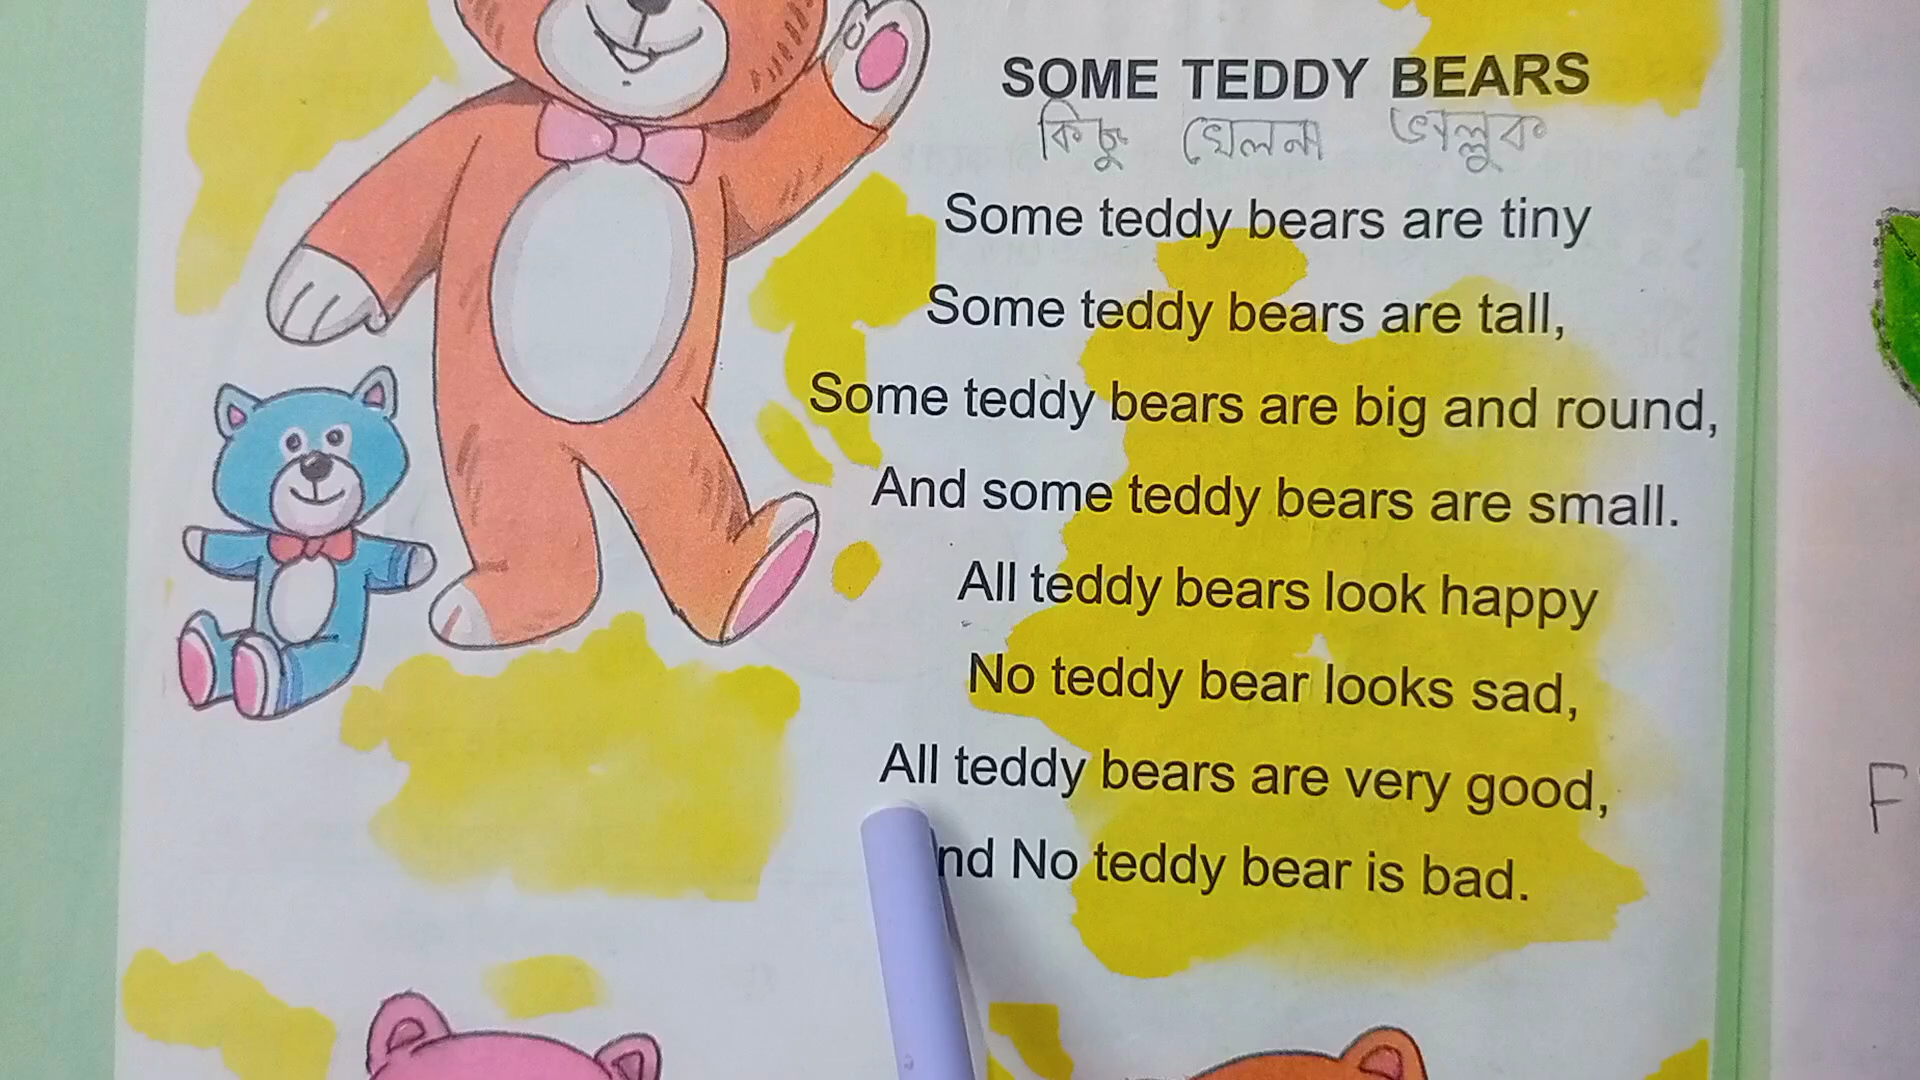 SOME TEDDY BEARS
কিছু খেলনা ভাল্লুক
Some teddy bears are tiny
Some teddy bears are tall,
Some teddy bears are big and round,
And some teddy bears are small.
All teddy bears look happy
No teddy bear looks sad,
All teddy bears are very good,
nd No teddy bear is bad.
F